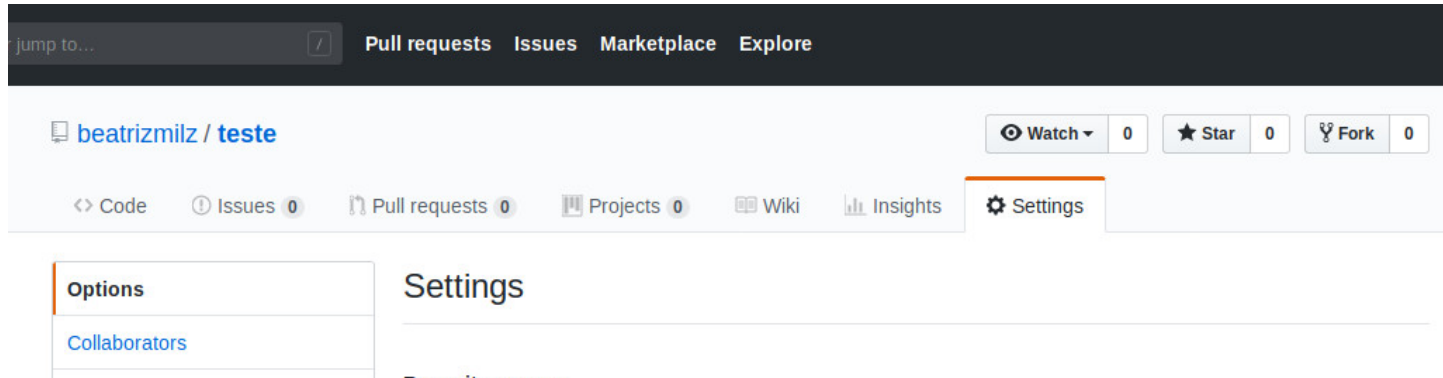 jump to... / Pull requests Issues Marketplace Explore
beatrizmilz / teste Watch 0 Star 0 Fork 0
Code Issues 0 Pull requests 0 Projects 0 Wiki Insights Settings
Options Settings
Collaborators